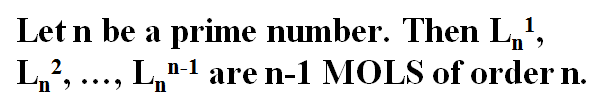 Let n be a prime number. Then Lₙ¹,
Lₙ², …, Lₙⁿ⁻¹ are n-1 MOLS of order n.